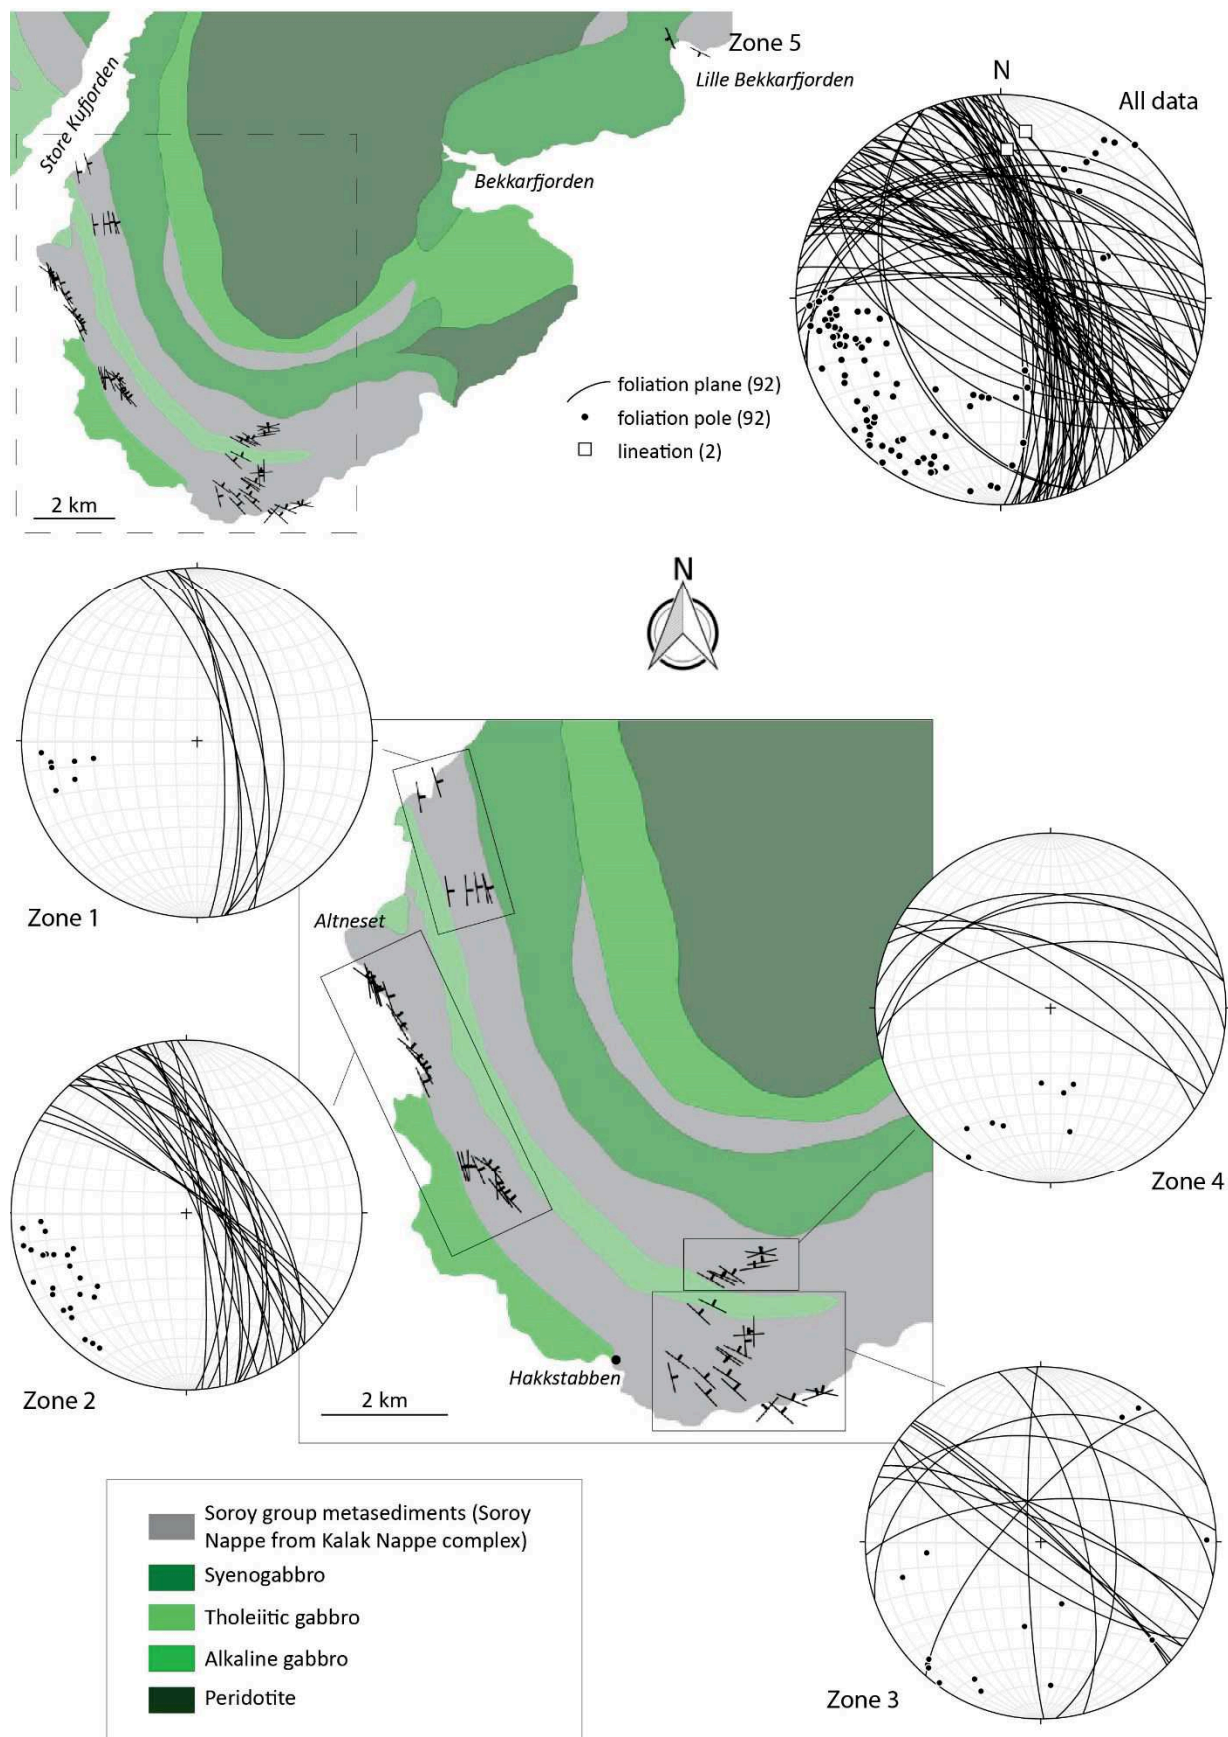 Zone 5
Lille Bekkarfjorden
Store Kufjorden
Bekkarfjorden
N
All data
foliation plane (92)
foliation pole (92)
lineation (2)
2 km
N
Zone 1
Altneset
Zone 4
Zone 2
Hakkstabben
2 km
Zone 3
Soroy group metasediments (Soroy
Nappe from Kalak Nappe complex)
Syenogabbro
Tholeiitic gabbro
Alkaline gabbro
Peridotite